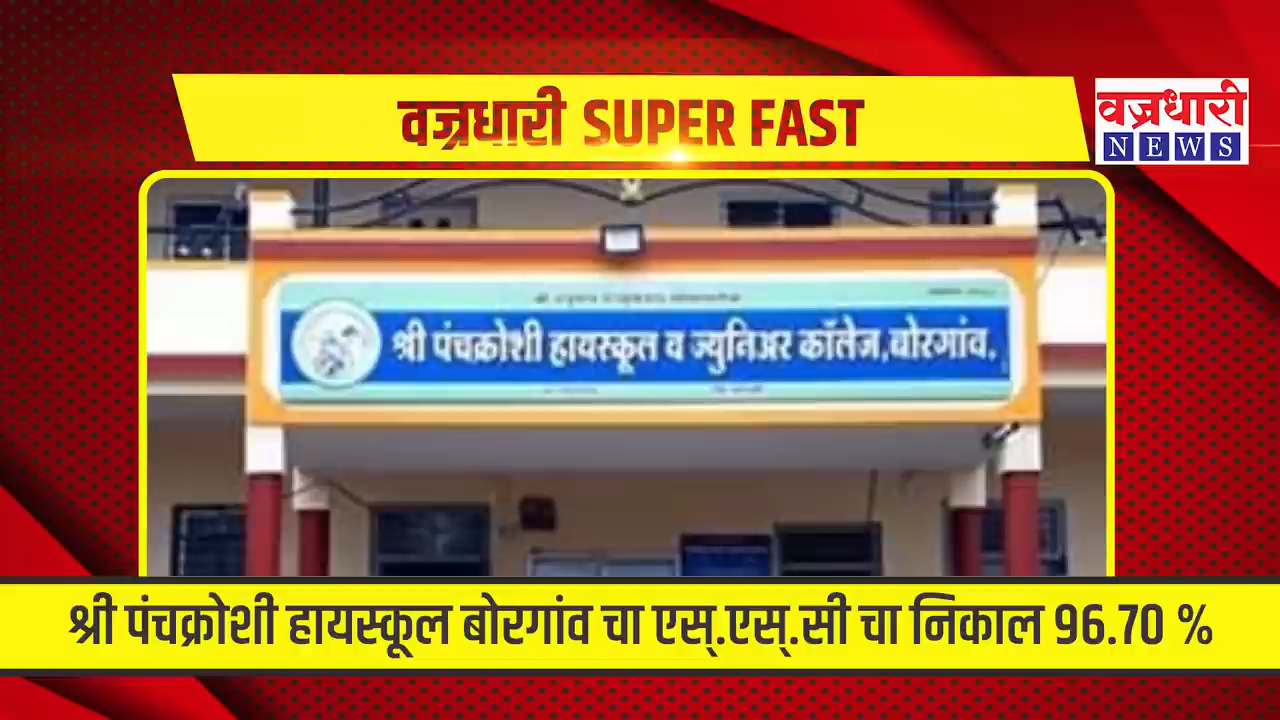 वज्रधारी SUPER FAST
वज्रधारी
NEWS
श्री पंचक्रोशी हायस्कूल व ज्युनिअर कॉलेज,बोरगांव.
श्री पंचक्रोशी हायस्कूल बोरगांव चा एस्.एस्.सी चा निकाल 96.70 %